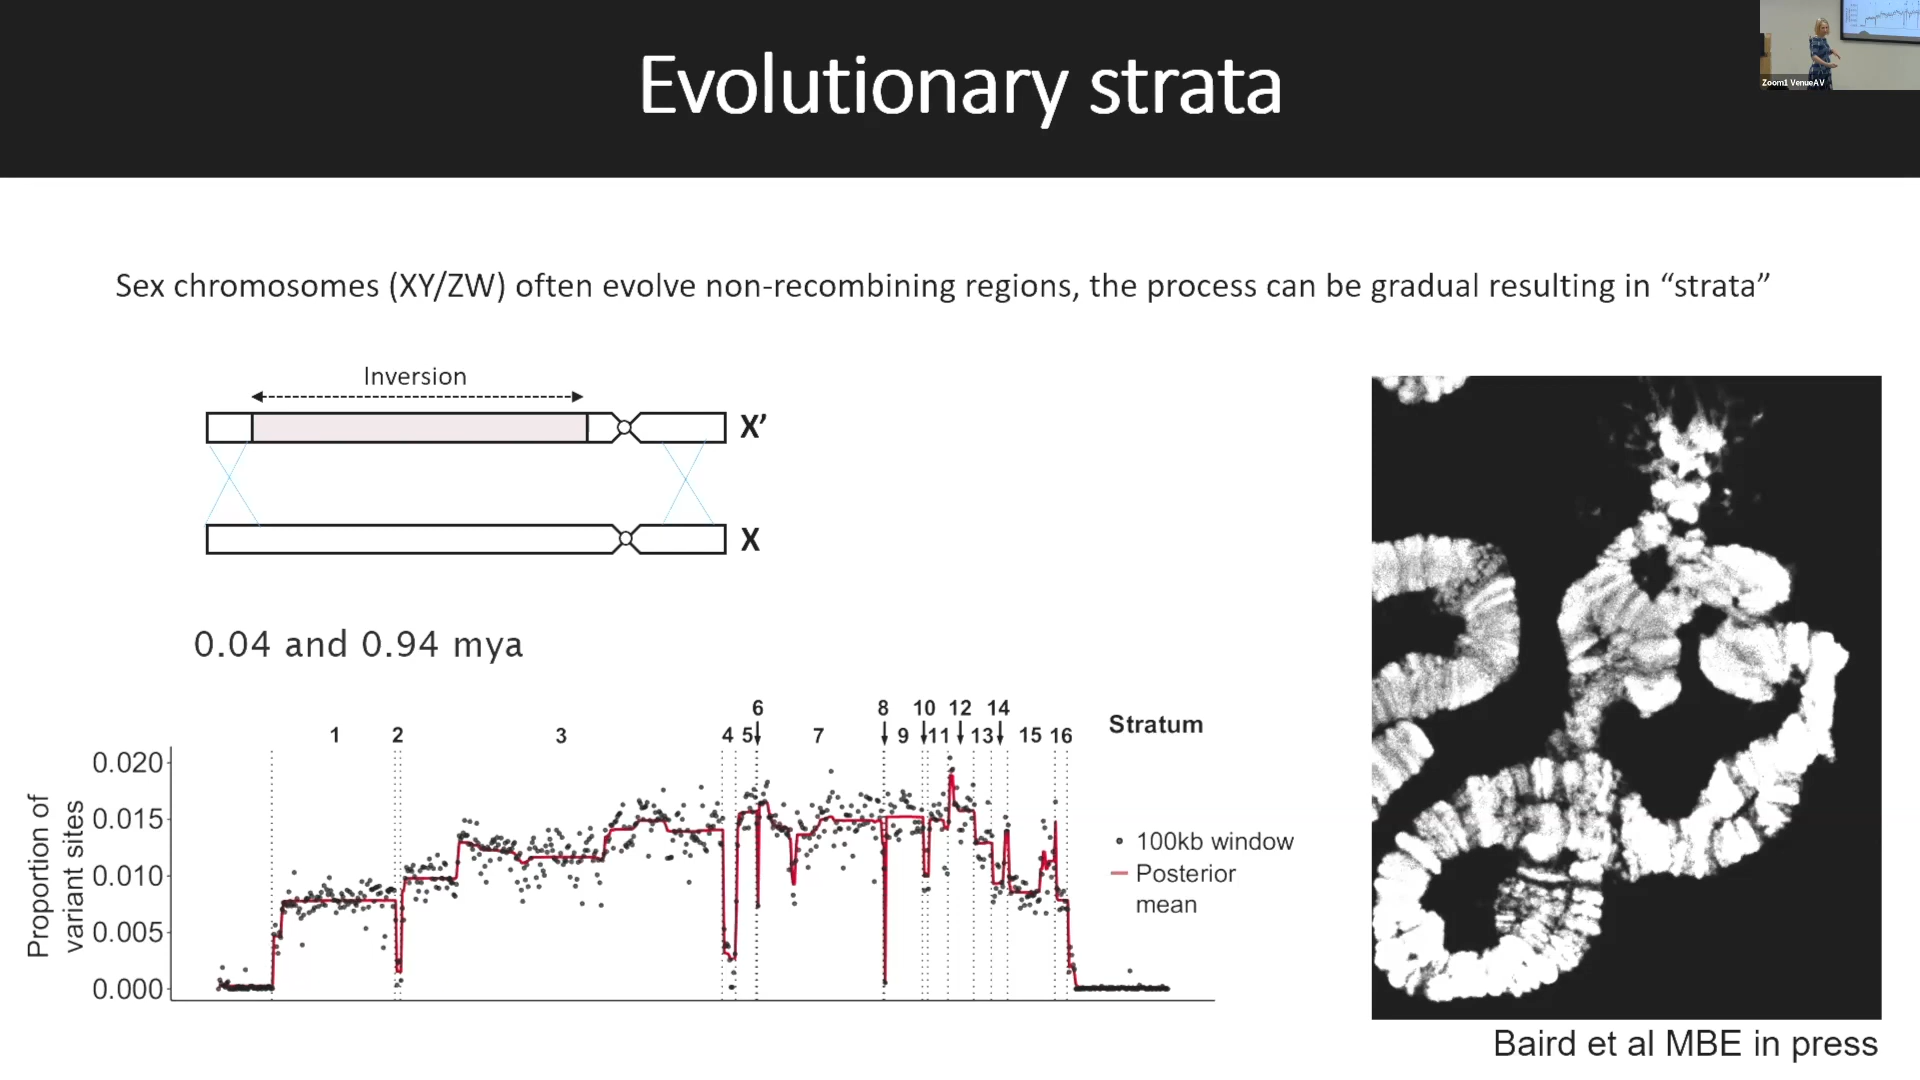 Evolutionary strata
Zoom1 VenueAV
Sex chromosomes (XY/ZW) often evolve non-recombining regions, the process can be gradual resulting in “strata”
Inversion
X’
X
0.04 and 0.94 mya
6 8 10 12 14
1 2 3 4 5 7 9 11 13 15 16
Stratum
Proportion of
variant sites
0.020
0.015
0.010
0.005
0.000
100kb window
Posterior
mean
Baird et al MBE in press